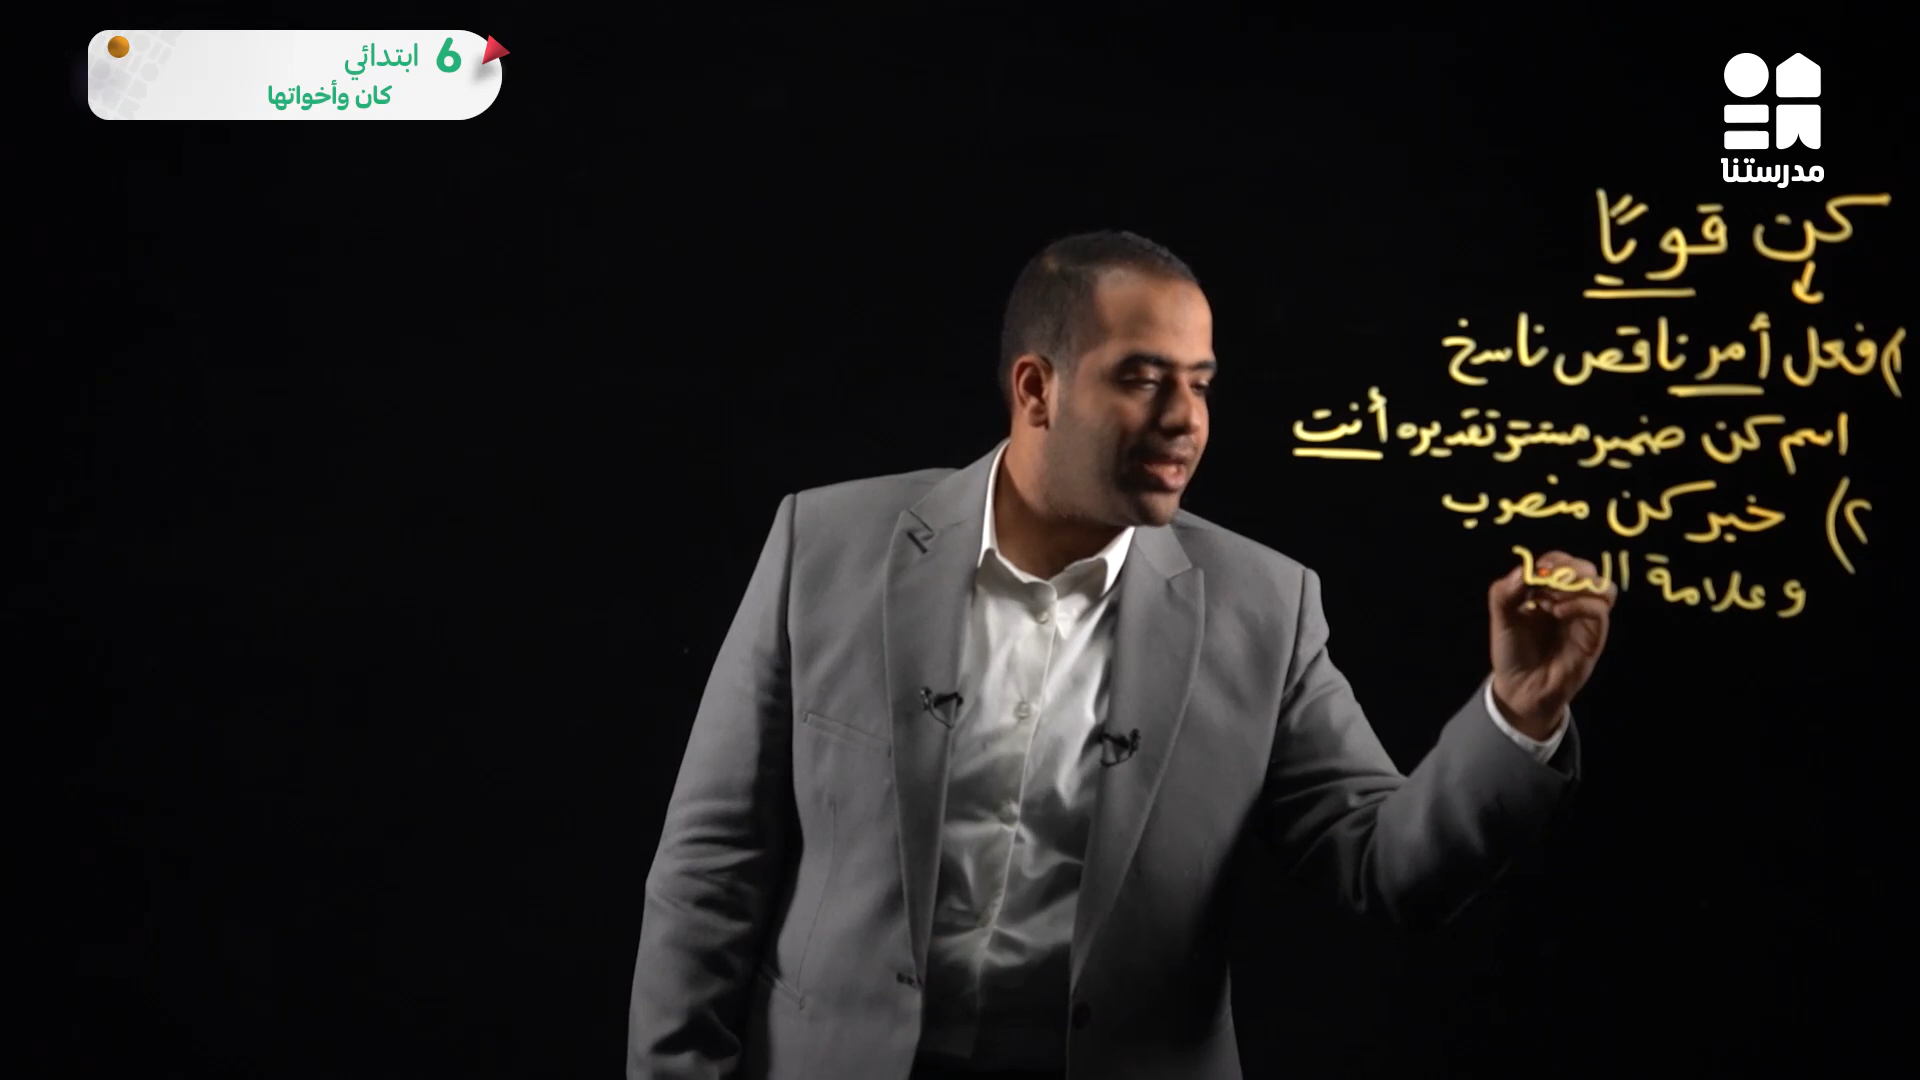 6 ابتدائي
كان وأخواتها
مدرستنا
كن قويًا
١) فعل أمر ناقص ناسخ
اسم كن ضمير مستتر تقديره أنت
٢) خبر كن منصوب
وعلامة